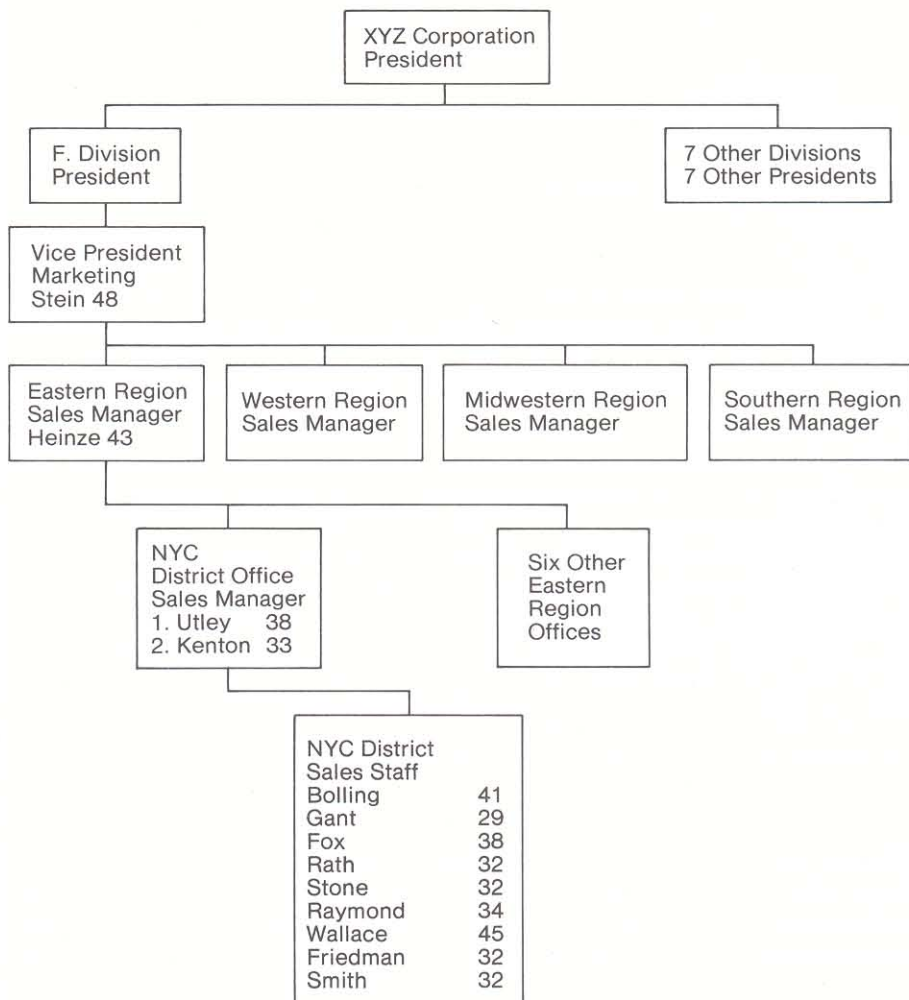 XYZ Corporation
President
F. Division
President
7 Other Divisions
7 Other Presidents
Vice President
Marketing
Stein 48
Eastern Region
Sales Manager
Heinze 43
Western Region
Sales Manager
Midwestern Region
Sales Manager
Southern Region
Sales Manager
NYC
District Office
Sales Manager
1. Utley 38
2. Kenton 33
Six Other
Eastern
Region
Offices
NYC District
Sales Staff
Bolling 41
Gant 29
Fox 38
Rath 32
Stone 32
Raymond 34
Wallace 45
Friedman 32
Smith 32